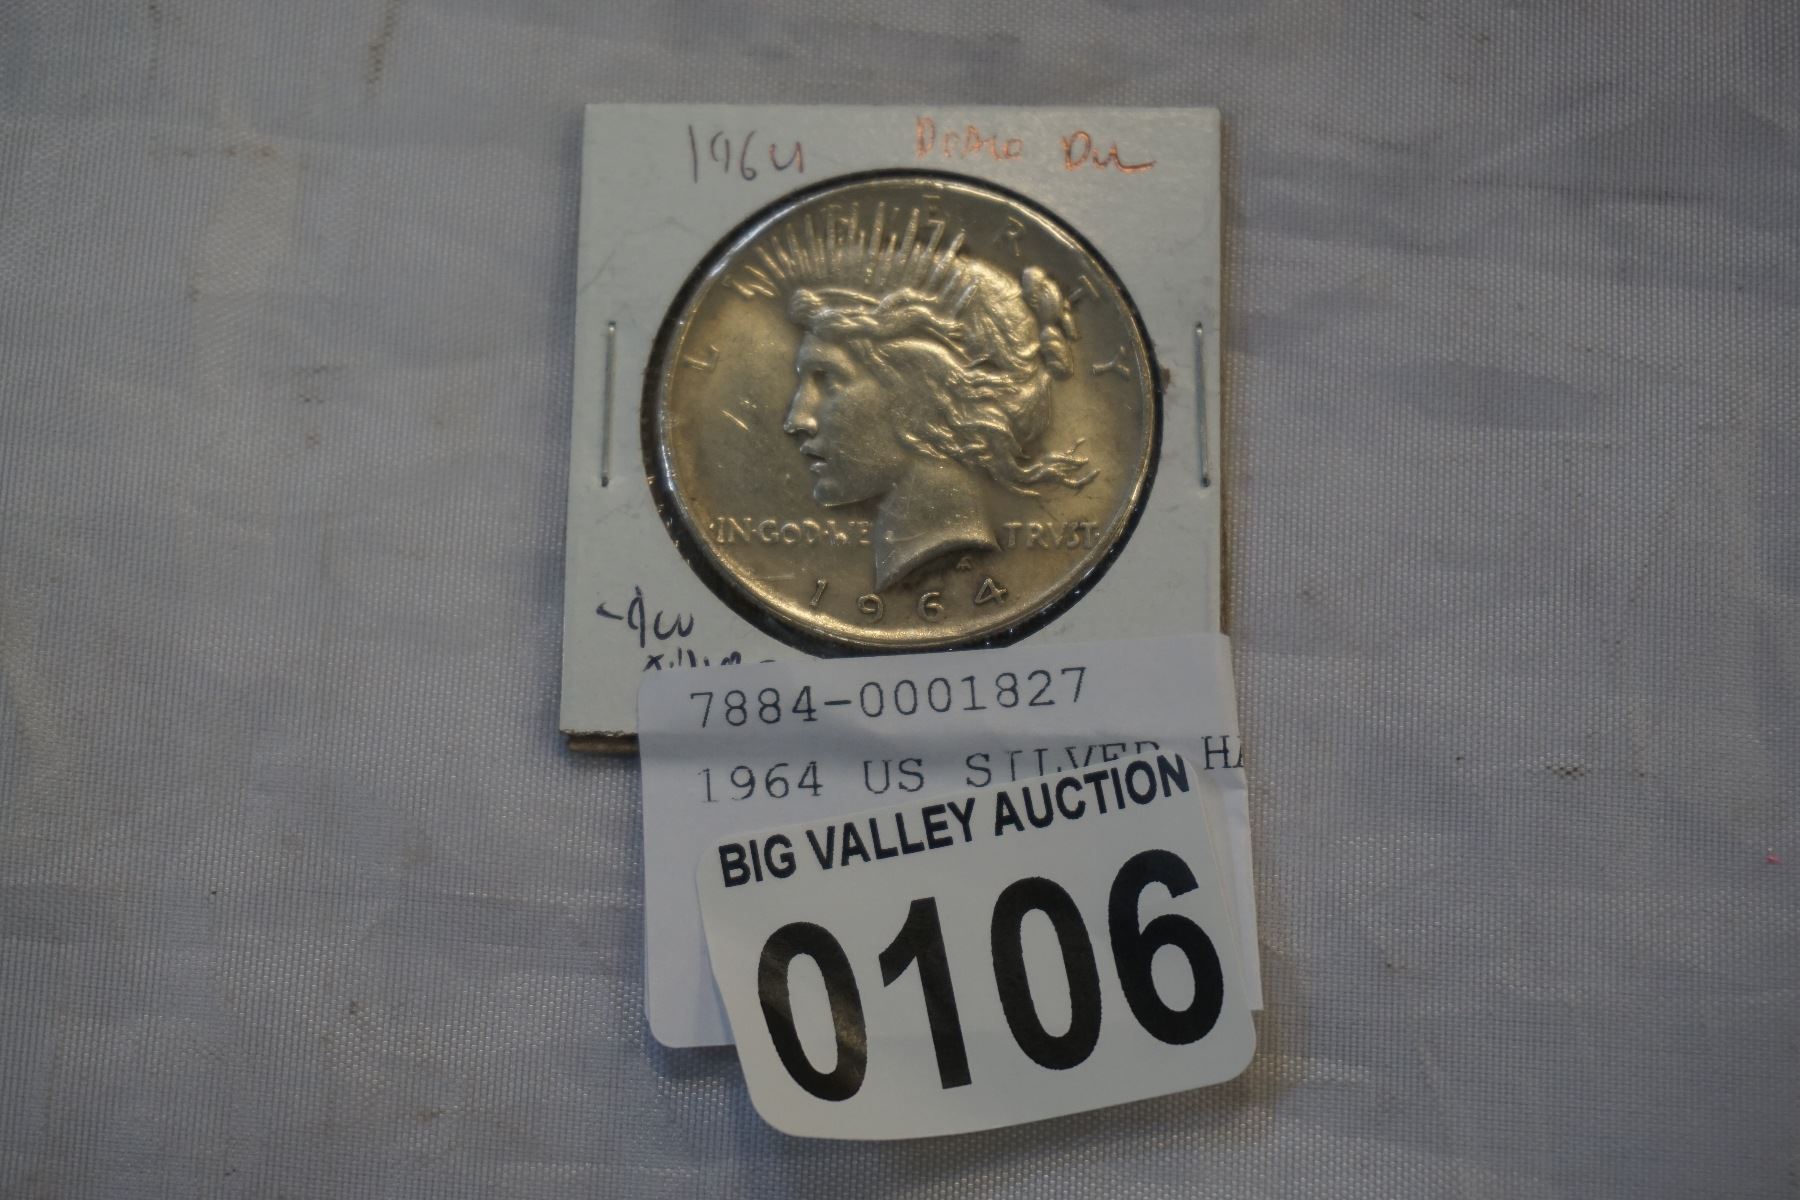 1964
LIBERTY
IN·GOD·WE TRVST
1964
7884-0001827
1964 US SILVER HA
BIG VALLEY AUCTION
0106